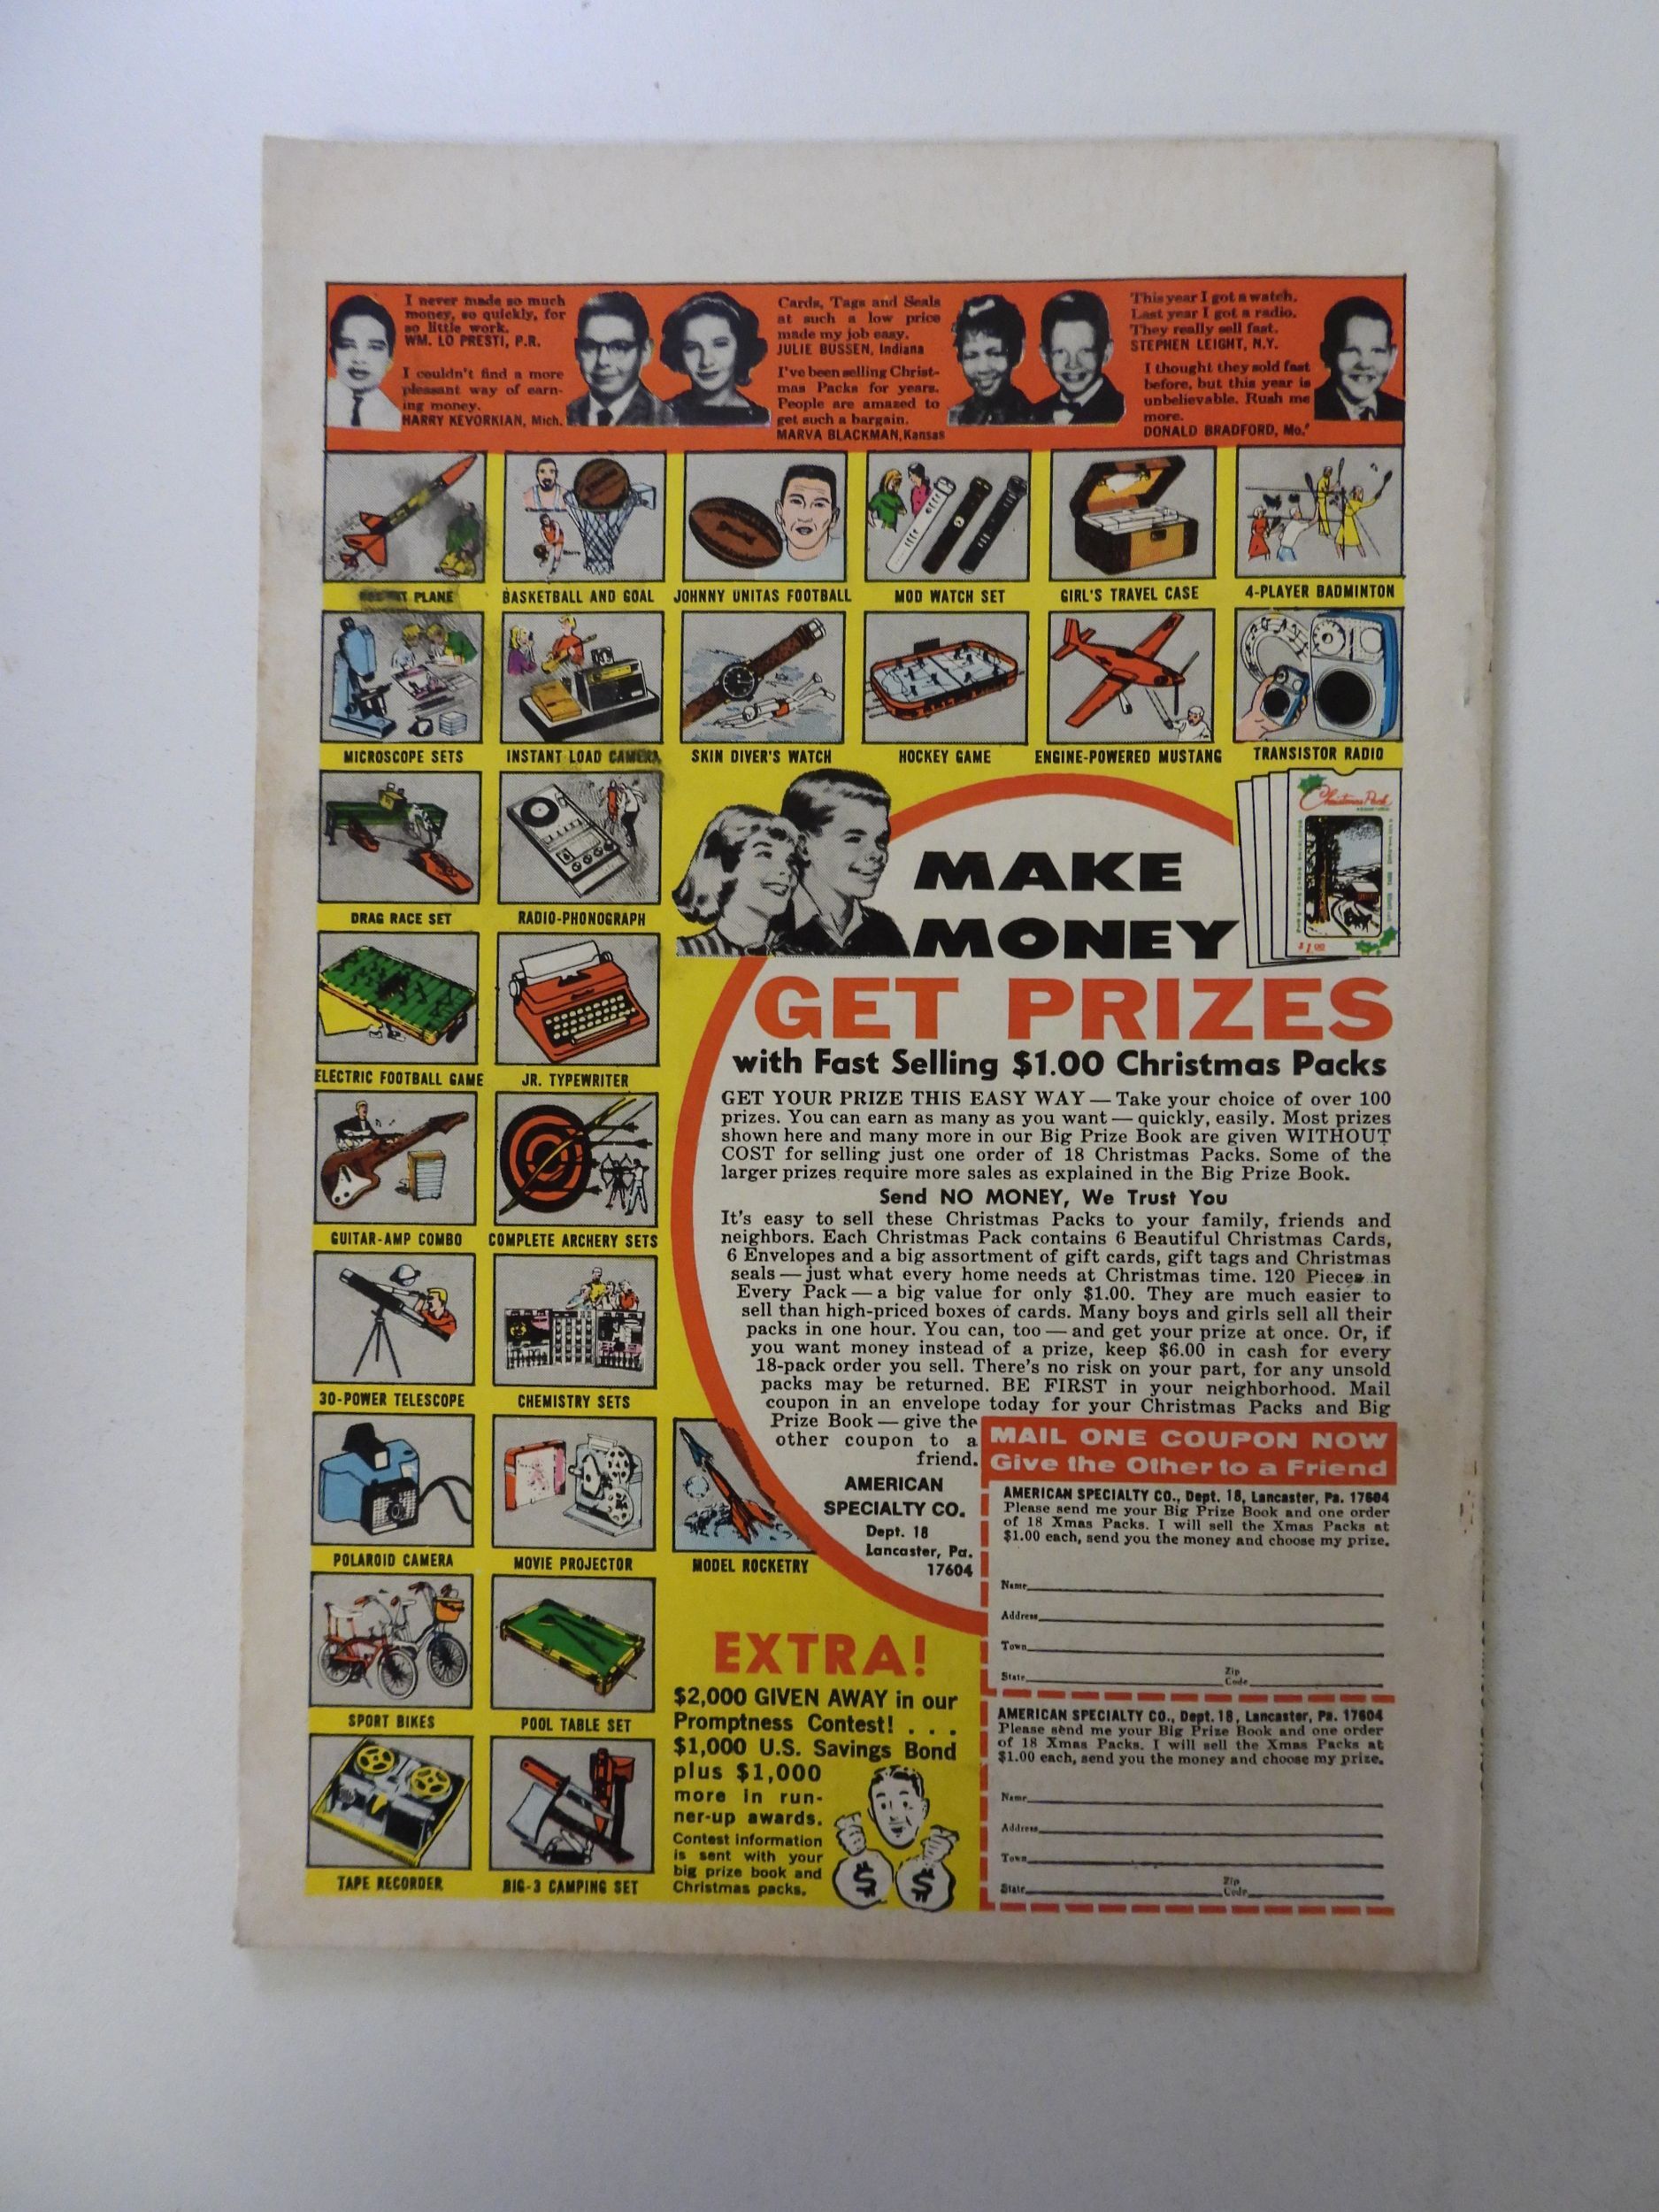 I never made so much
money, so quickly, for
so little work.
WM. LO PRESTI, P.R.
I couldn't find a more
pleasant way of earn-
ing money.
HARRY KEVORKIAN, Mich.
Cards, Tags and Seals
at such a low price
made my job easy.
JULIE BUSSEN, Indiana
I've been selling Christ-
mas Packs for years.
People are amazed to
get such a bargain.
MARVA BLACKMAN, Kansas
This year I got a watch.
Last year I got a radio.
They really sell fast.
STEPHEN LEIGHT, N.Y.
I thought they sold fast
before, but this year is
unbelievable. Rush me
more.
DONALD BRADFORD, Mo.
PLANE
BASKETBALL AND GOAL
JOHNNY UNITAS FOOTBALL
MOD WATCH SET
GIRL'S TRAVEL CASE
4-PLAYER BADMINTON
MICROSCOPE SETS
INSTANT LOAD CAMERA
SKIN DIVER'S WATCH
HOCKEY GAME
ENGINE-POWERED MUSTANG
TRANSISTOR RADIO
DRAG RACE SET
RADIO-PHONOGRAPH
ELECTRIC FOOTBALL GAME
JR. TYPEWRITER
GUITAR-AMP COMBO
COMPLETE ARCHERY SETS
30-POWER TELESCOPE
CHEMISTRY SETS
POLAROID CAMERA
MOVIE PROJECTOR
MODEL ROCKETRY
SPORT BIKES
POOL TABLE SET
TAPE RECORDER
BIG-3 CAMPING SET
Christmas Pack
$1.00
MAKE
MONEY
GET PRIZES
with Fast Selling $1.00 Christmas Packs
GET YOUR PRIZE THIS EASY WAY — Take your choice of over 100
prizes. You can earn as many as you want — quickly, easily. Most prizes
shown here and many more in our Big Prize Book are given WITHOUT
COST for selling just one order of 18 Christmas Packs. Some of the
larger prizes require more sales as explained in the Big Prize Book.
Send NO MONEY, We Trust You
It's easy to sell these Christmas Packs to your family, friends and
neighbors. Each Christmas Pack contains 6 Beautiful Christmas Cards,
6 Envelopes and a big assortment of gift cards, gift tags and Christmas
seals — just what every home needs at Christmas time. 120 Pieces in
Every Pack — a big value for only $1.00. They are much easier to
sell than high-priced boxes of cards. Many boys and girls sell all their
packs in one hour. You can, too — and get your prize at once. Or, if
you want money instead of a prize, keep $6.00 in cash for every
18-pack order you sell. There's no risk on your part, for any unsold
packs may be returned. BE FIRST in your neighborhood. Mail
coupon in an envelope today for your Christmas Packs and Big
Prize Book — give the
other coupon to a
friend.
AMERICAN
SPECIALTY CO.
Dept. 18
Lancaster, Pa.
17604
MAIL ONE COUPON NOW
Give the Other to a Friend
AMERICAN SPECIALTY CO., Dept. 18, Lancaster, Pa. 17604
Please send me your Big Prize Book and one order
of 18 Xmas Packs. I will sell the Xmas Packs at
$1.00 each, send you the money and choose my prize.
Name
Address
Town
State Zip Code
AMERICAN SPECIALTY CO., Dept. 18, Lancaster, Pa. 17604
Please send me your Big Prize Book and one order
of 18 Xmas Packs. I will sell the Xmas Packs at
$1.00 each, send you the money and choose my prize.
Name
Address
Town
State Zip Code
EXTRA!
$2,000 GIVEN AWAY in our
Promptness Contest! . . .
$1,000 U.S. Savings Bond
plus $1,000
more in run-
ner-up awards.
Contest information
is sent with your
big prize book and
Christmas packs.
$ $